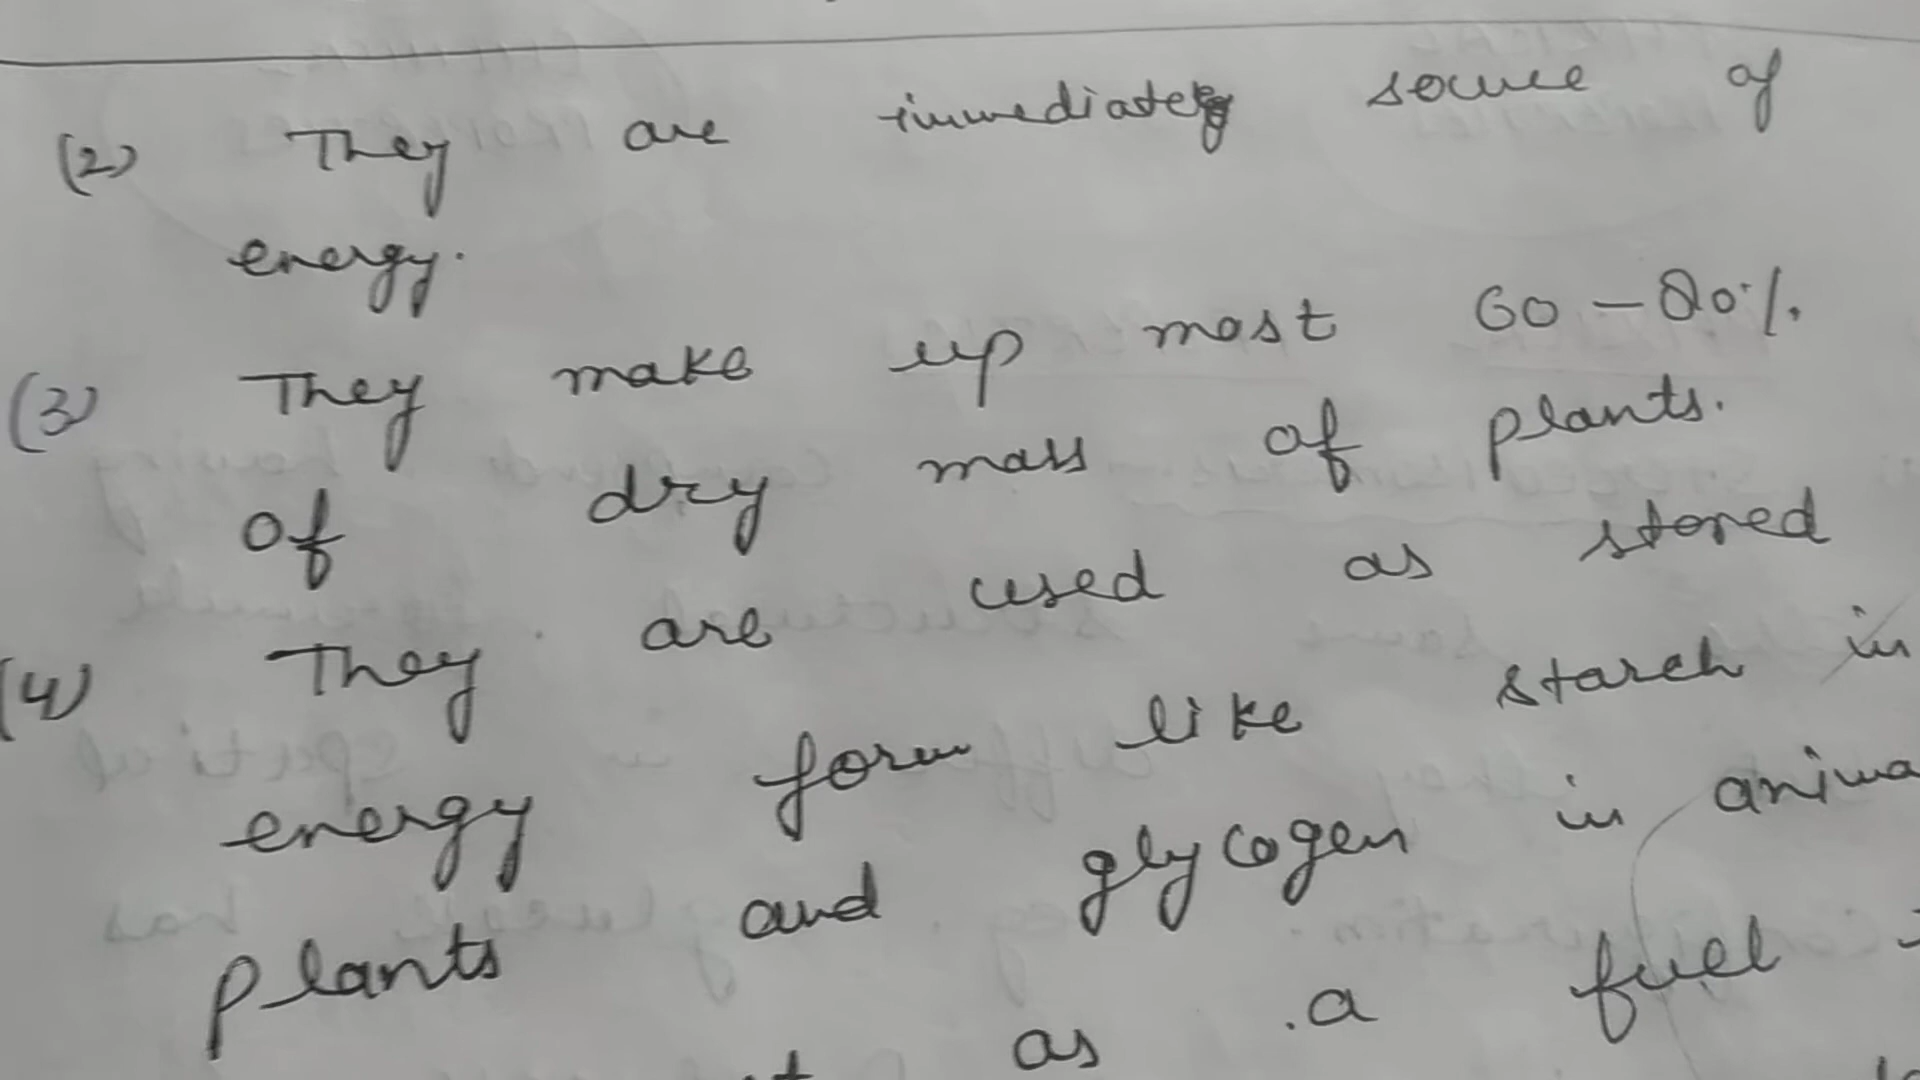 (2) They are immediate source of
energy.
(3) They make up most 60-80%.
of dry mass of plants.
(4) They are used as stored
energy form like starch in
plants and glycogen in anima
as a fuel